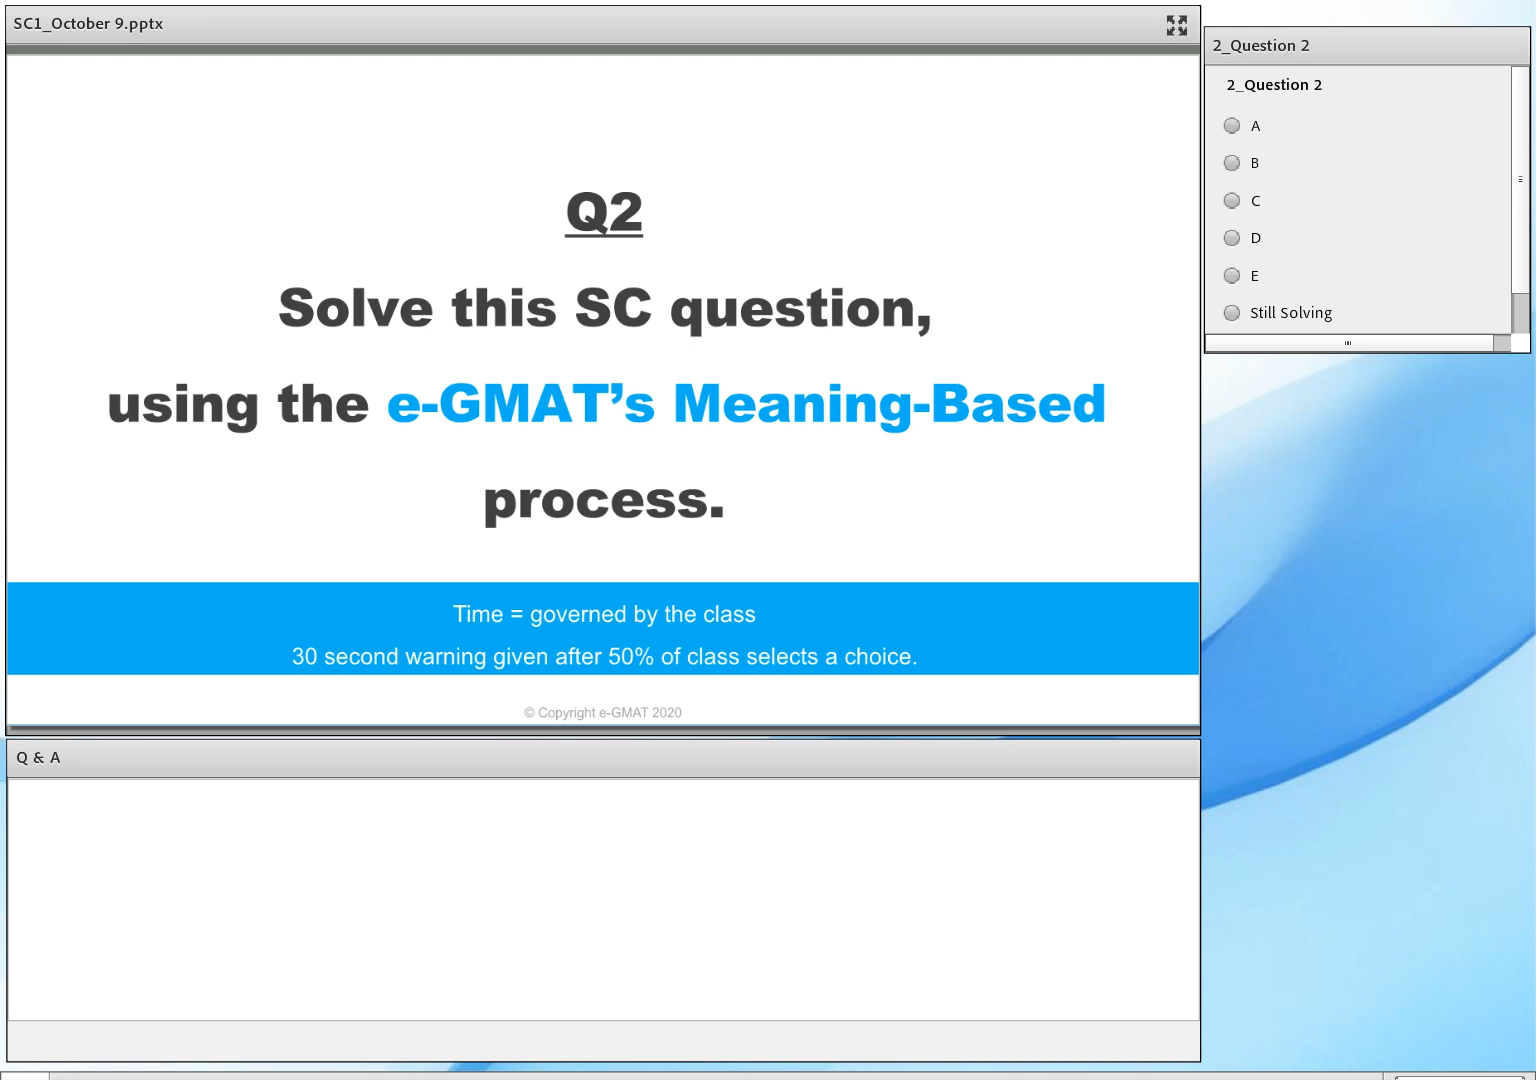 SC1_October 9.pptx
Q2
Solve this SC question,
using the e-GMAT’s Meaning-Based
process.
Time = governed by the class
30 second warning given after 50% of class selects a choice.
© Copyright e-GMAT 2020
2_Question 2
2_Question 2
A
B
C
D
E
Still Solving
Q & A